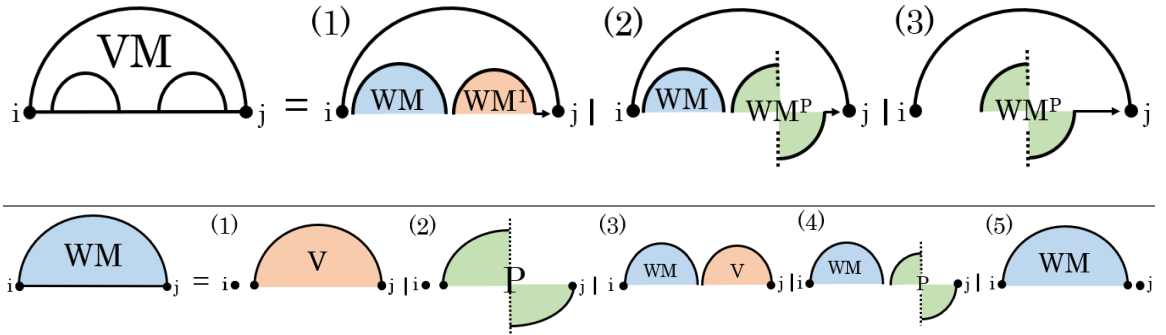 (1) (2) (3)
VM
WM WM¹ WM WMᴾ WMᴾ
i j = i j | i j | i j
(1) (2) (3) (4) (5)
WM V P WM V WM P WM
i j = i j | i j | i j | i j | i j